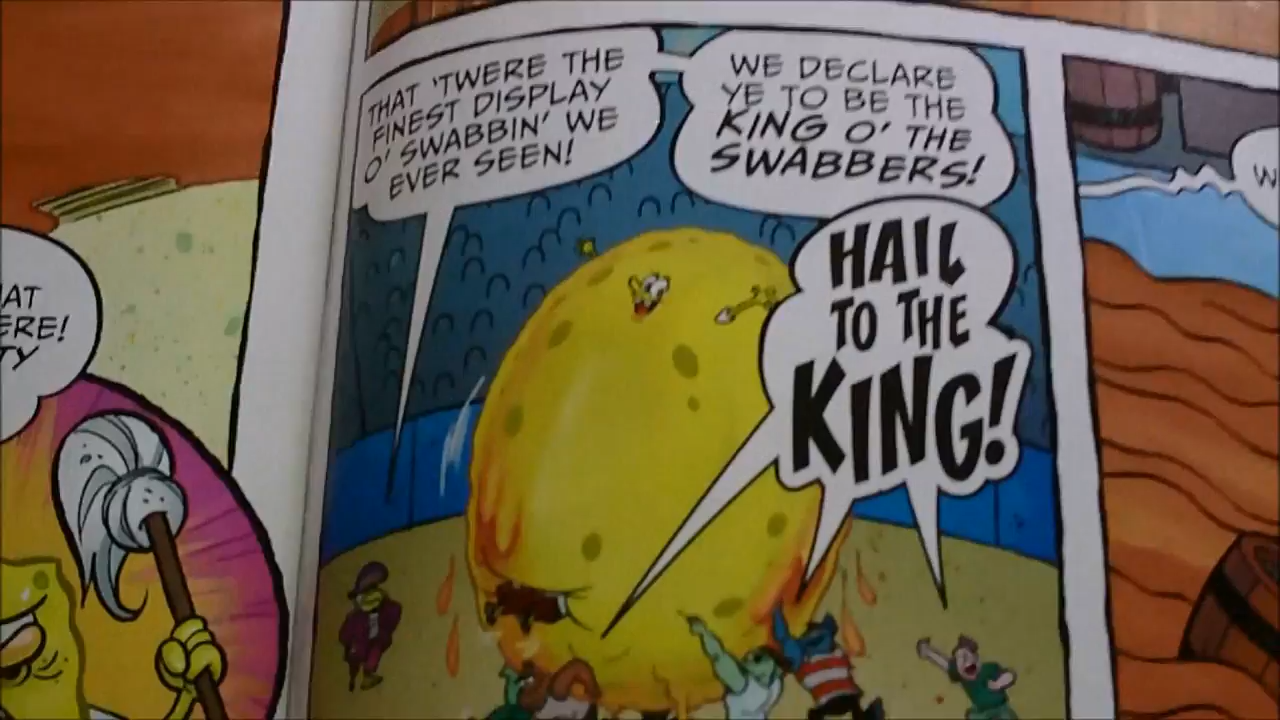 AT
ERE!
TY
THAT 'TWERE THE
FINEST DISPLAY
O' SWABBIN' WE
EVER SEEN!
WE DECLARE
YE TO BE THE
KING O' THE
SWABBERS!
HAIL
TO THE
KING!
W